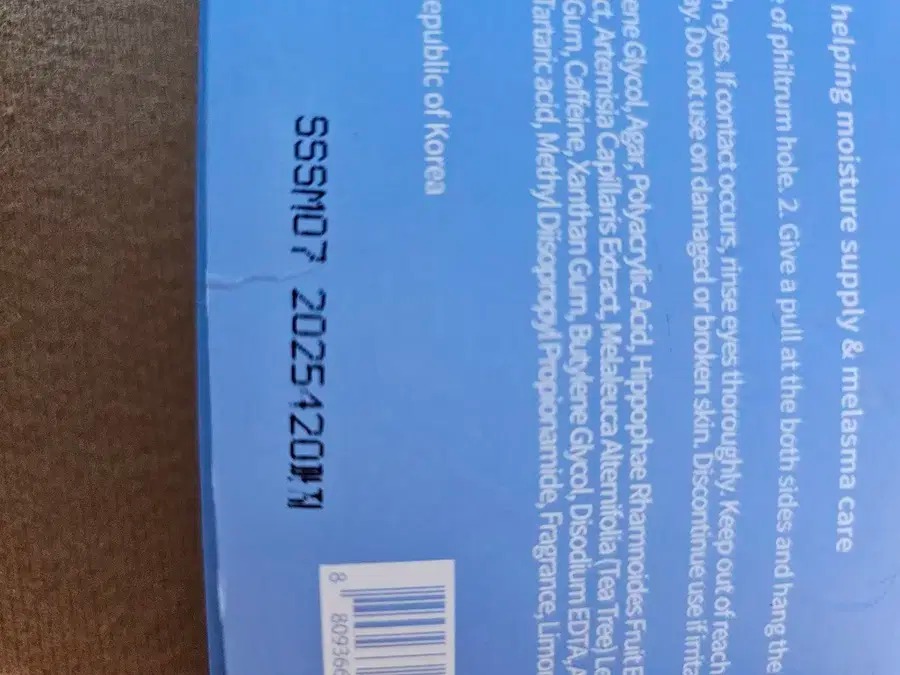 helping moisture supply & melasma care
of philtrum hole. 2. Give a pull at the both sides and hang the
eyes. If contact occurs, rinse eyes thoroughly. Keep out of reach
ay. Do not use on damaged or broken skin. Discontinue use if irrita
ene Glycol, Agar, Polyacrylic Acid, Hippophae Rhamnoides Fruit E
ct, Artemisia Capillaris Extract, Melaleuca Alternifolia (Tea Tree) Le
Gum, Caffeine, Xanthan Gum, Butylene Glycol, Disodium EDTA, A
Tartaric acid, Methyl Diisopropyl Propionamide, Fragrance, Limon
epublic of Korea
SSSM07 2025420
8 809366